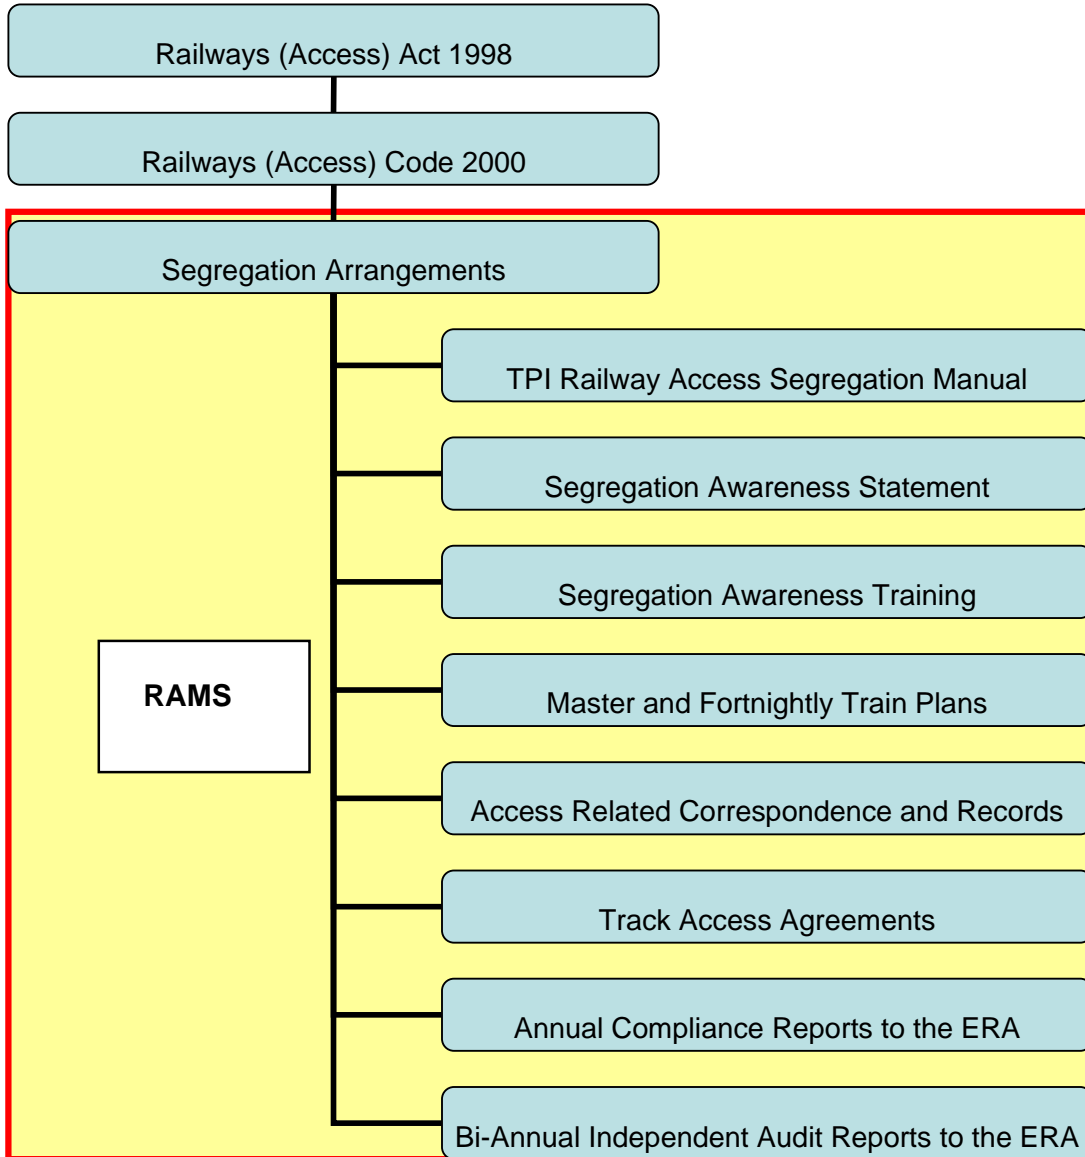 Railways (Access) Act 1998
Railways (Access) Code 2000
Segregation Arrangements
TPI Railway Access Segregation Manual
Segregation Awareness Statement
Segregation Awareness Training
RAMS
Master and Fortnightly Train Plans
Access Related Correspondence and Records
Track Access Agreements
Annual Compliance Reports to the ERA
Bi-Annual Independent Audit Reports to the ERA